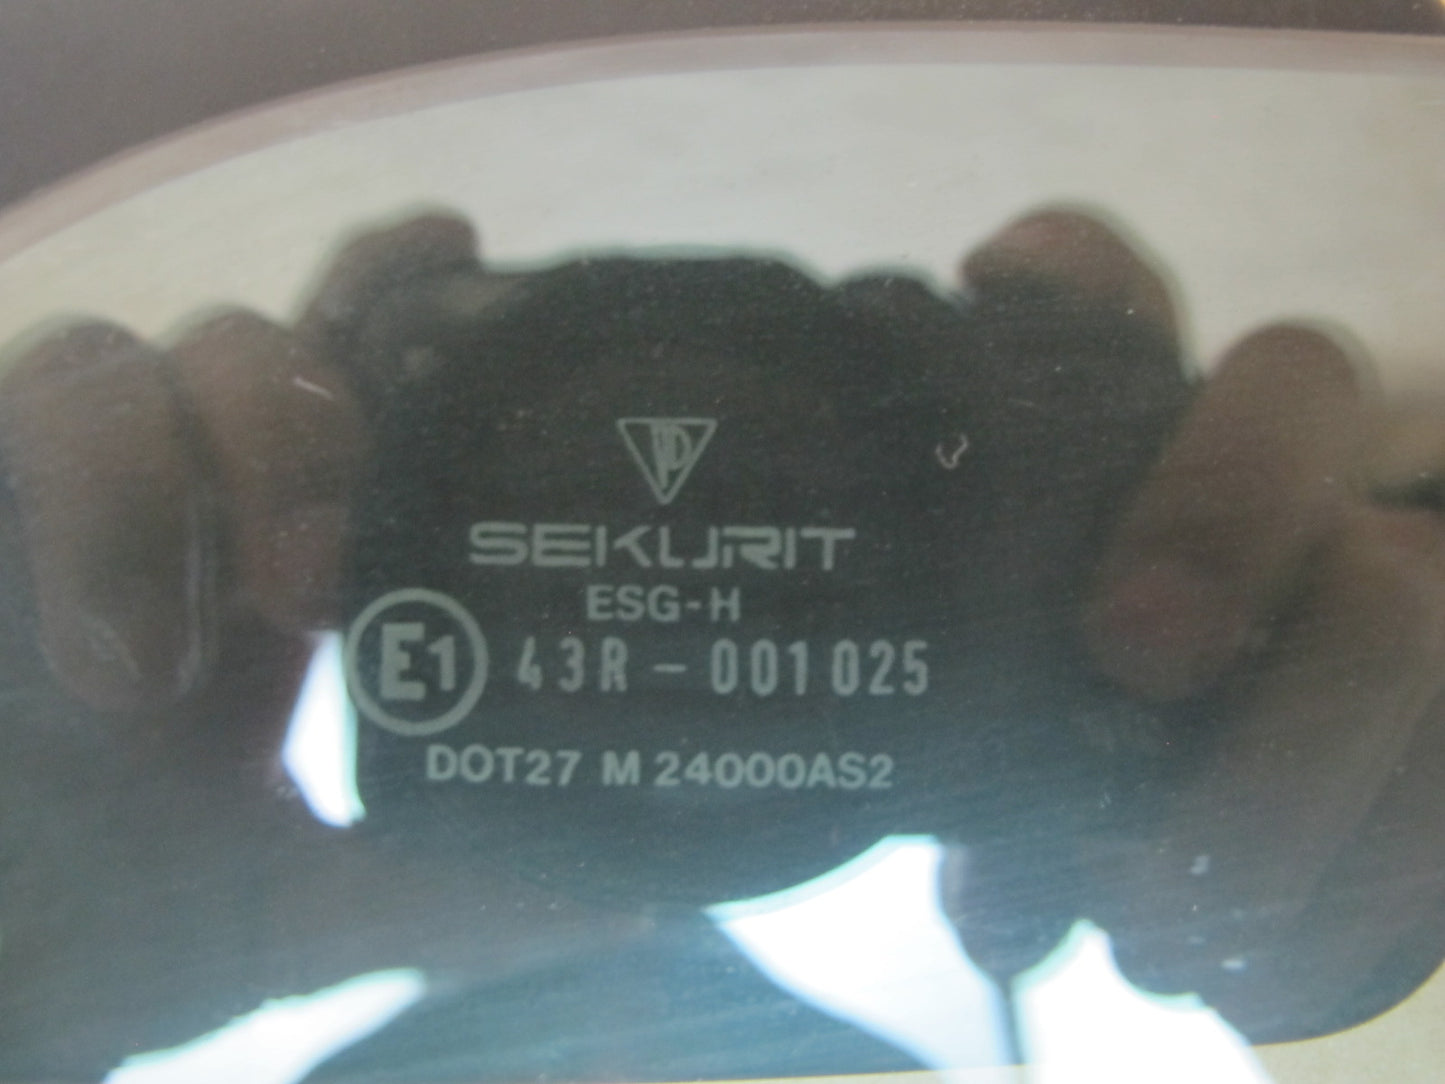 SEKURIT
ESG-H
E1 43R - 001025
DOT27 M 24000AS2